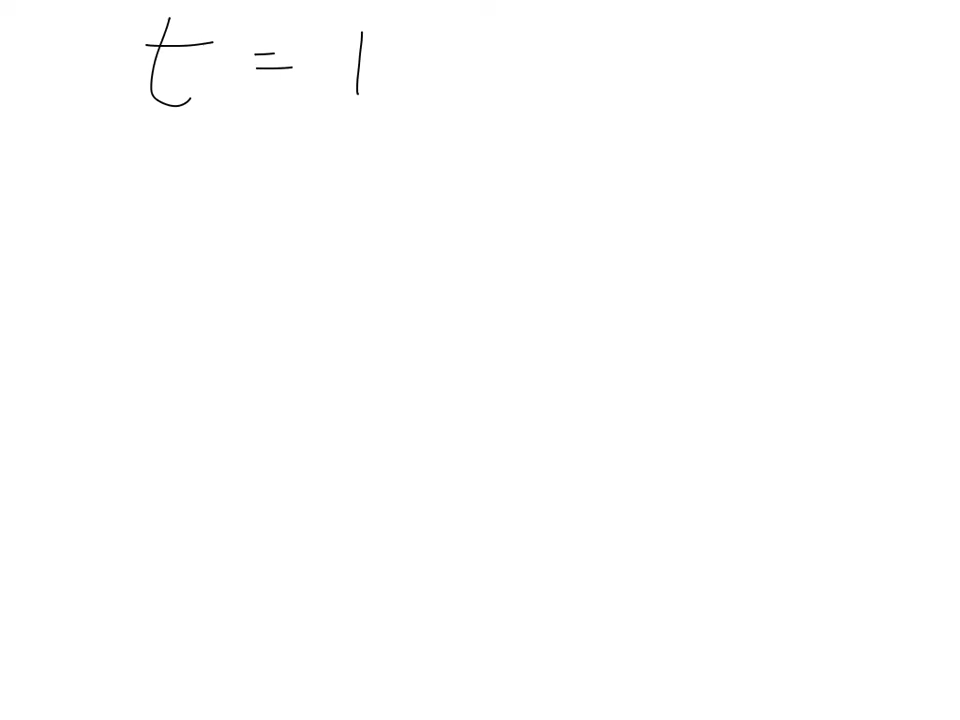 t = 1